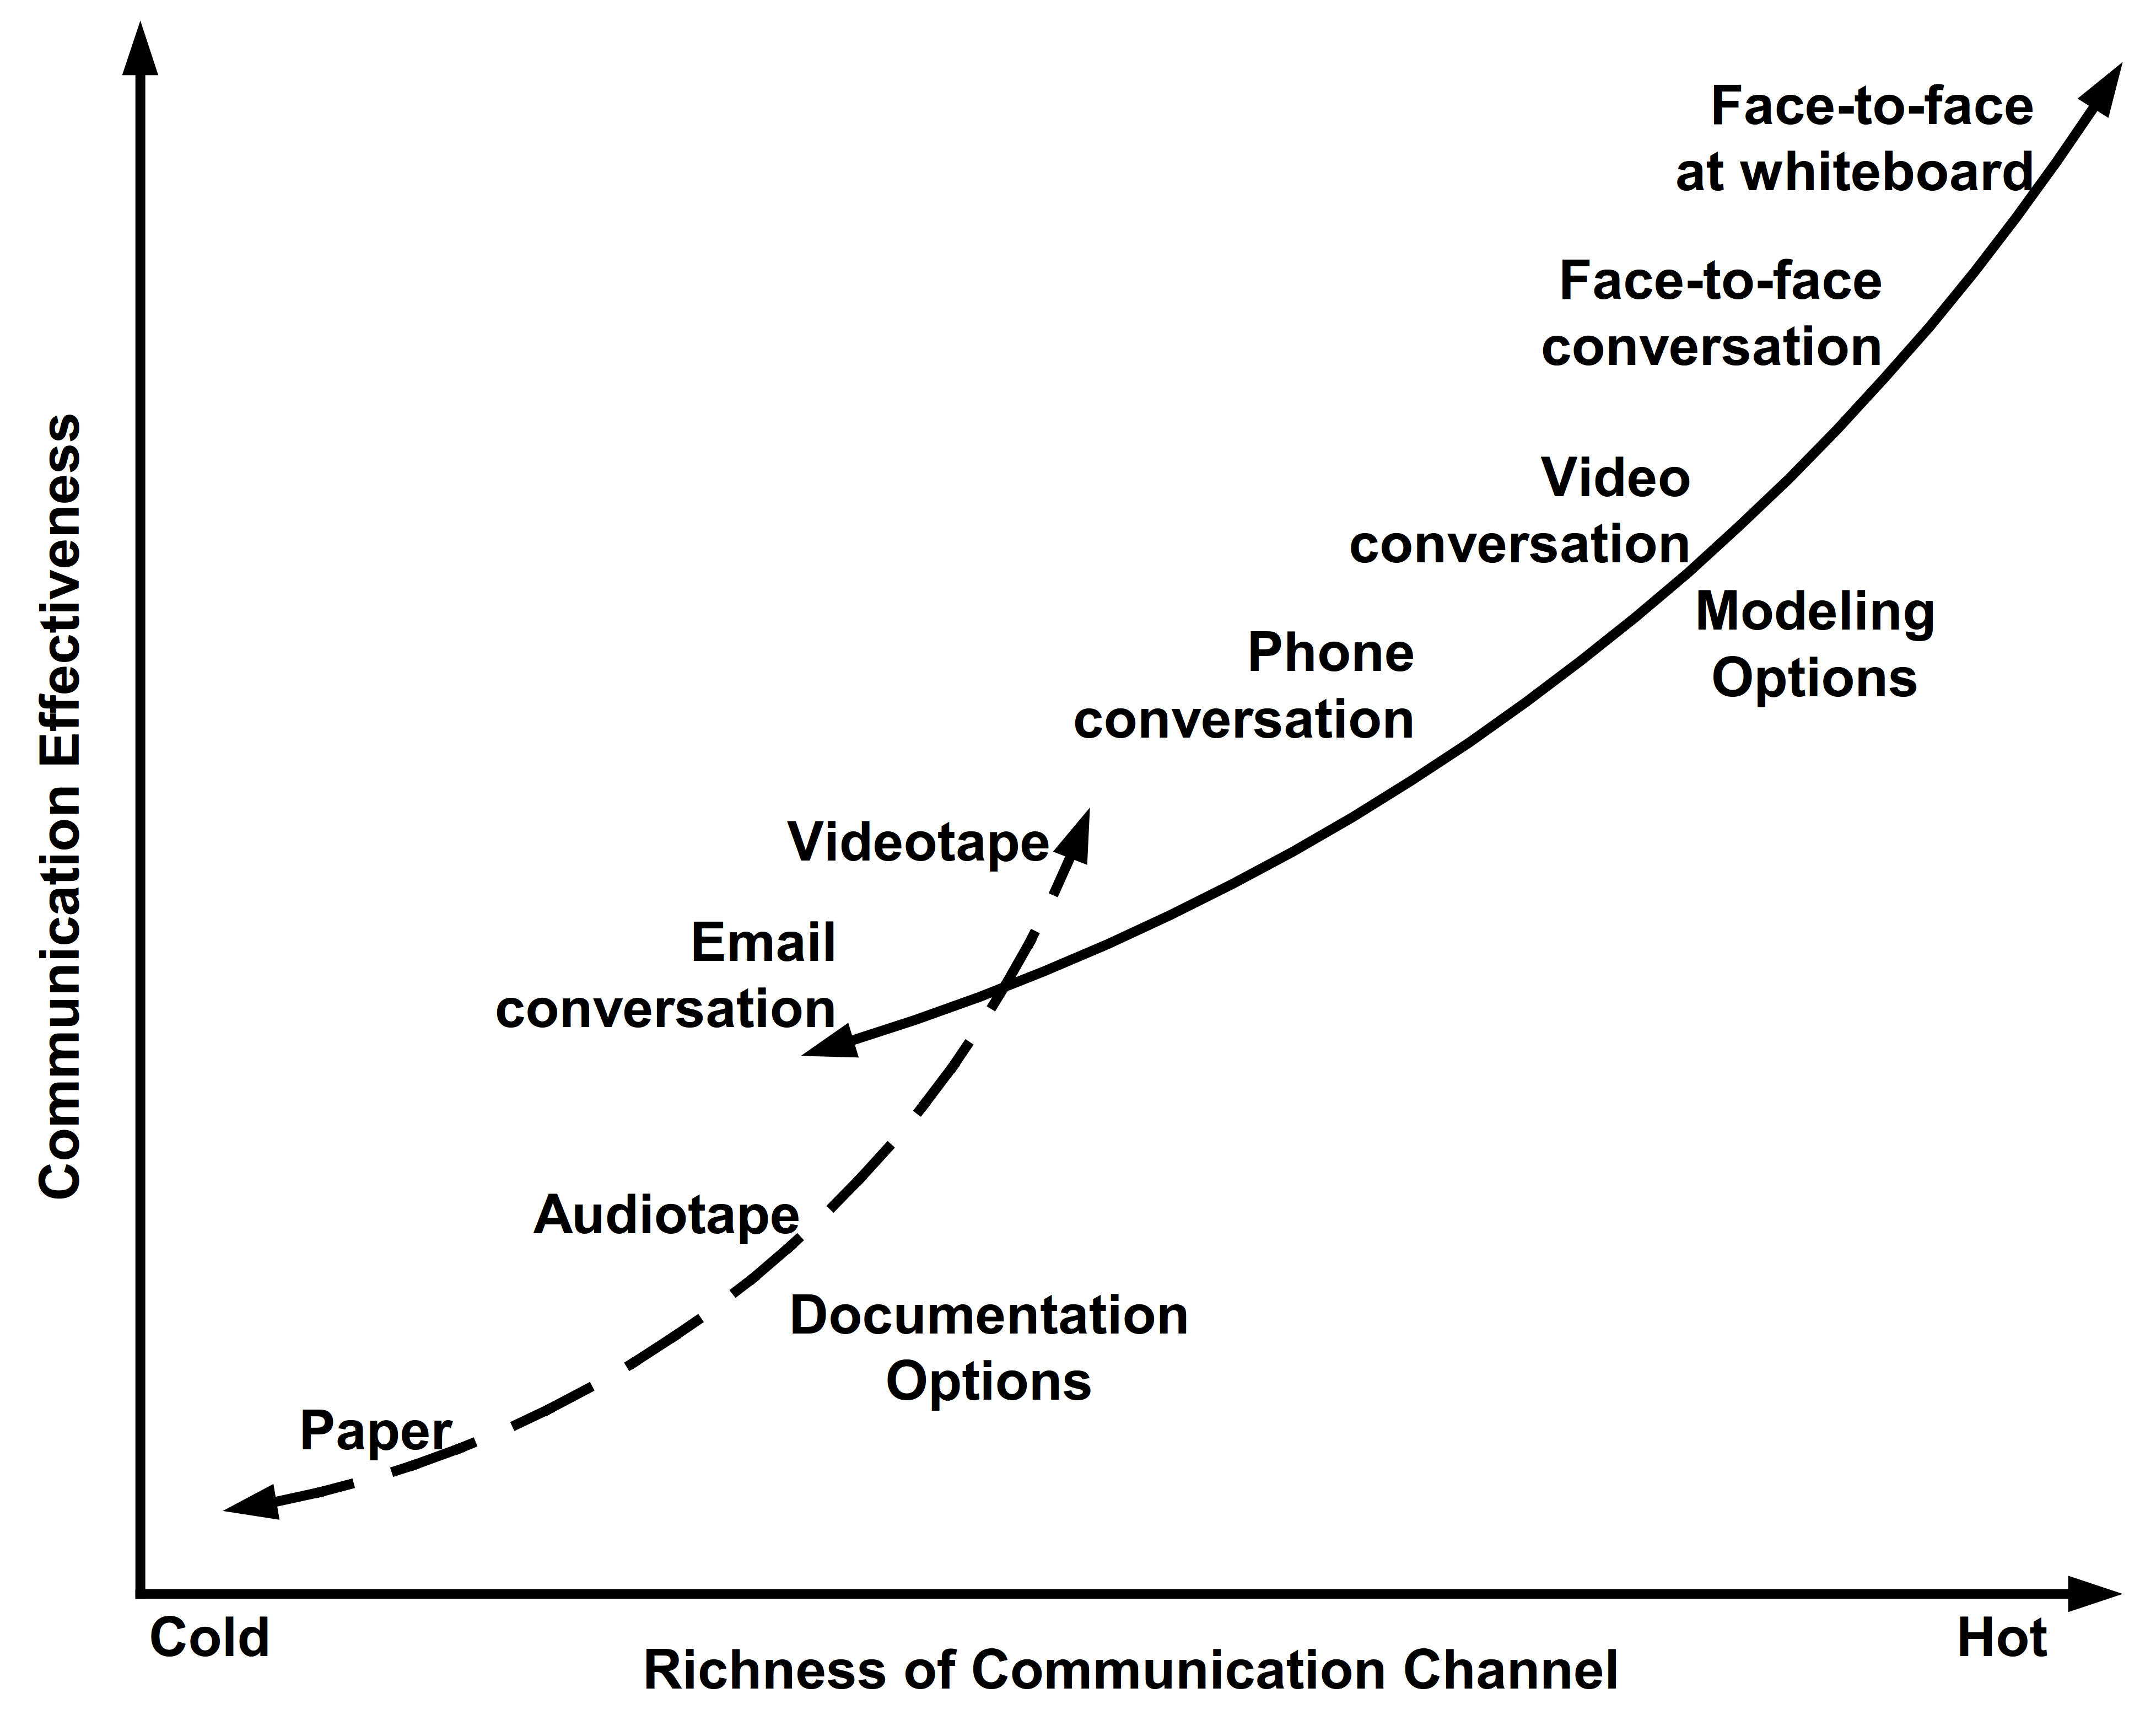 Face-to-face
at whiteboard
Face-to-face
conversation
Video
conversation
Modeling
Options
Phone
conversation
Videotape
Email
conversation
Audiotape
Documentation
Options
Paper
Communication Effectiveness
Cold
Hot
Richness of Communication Channel